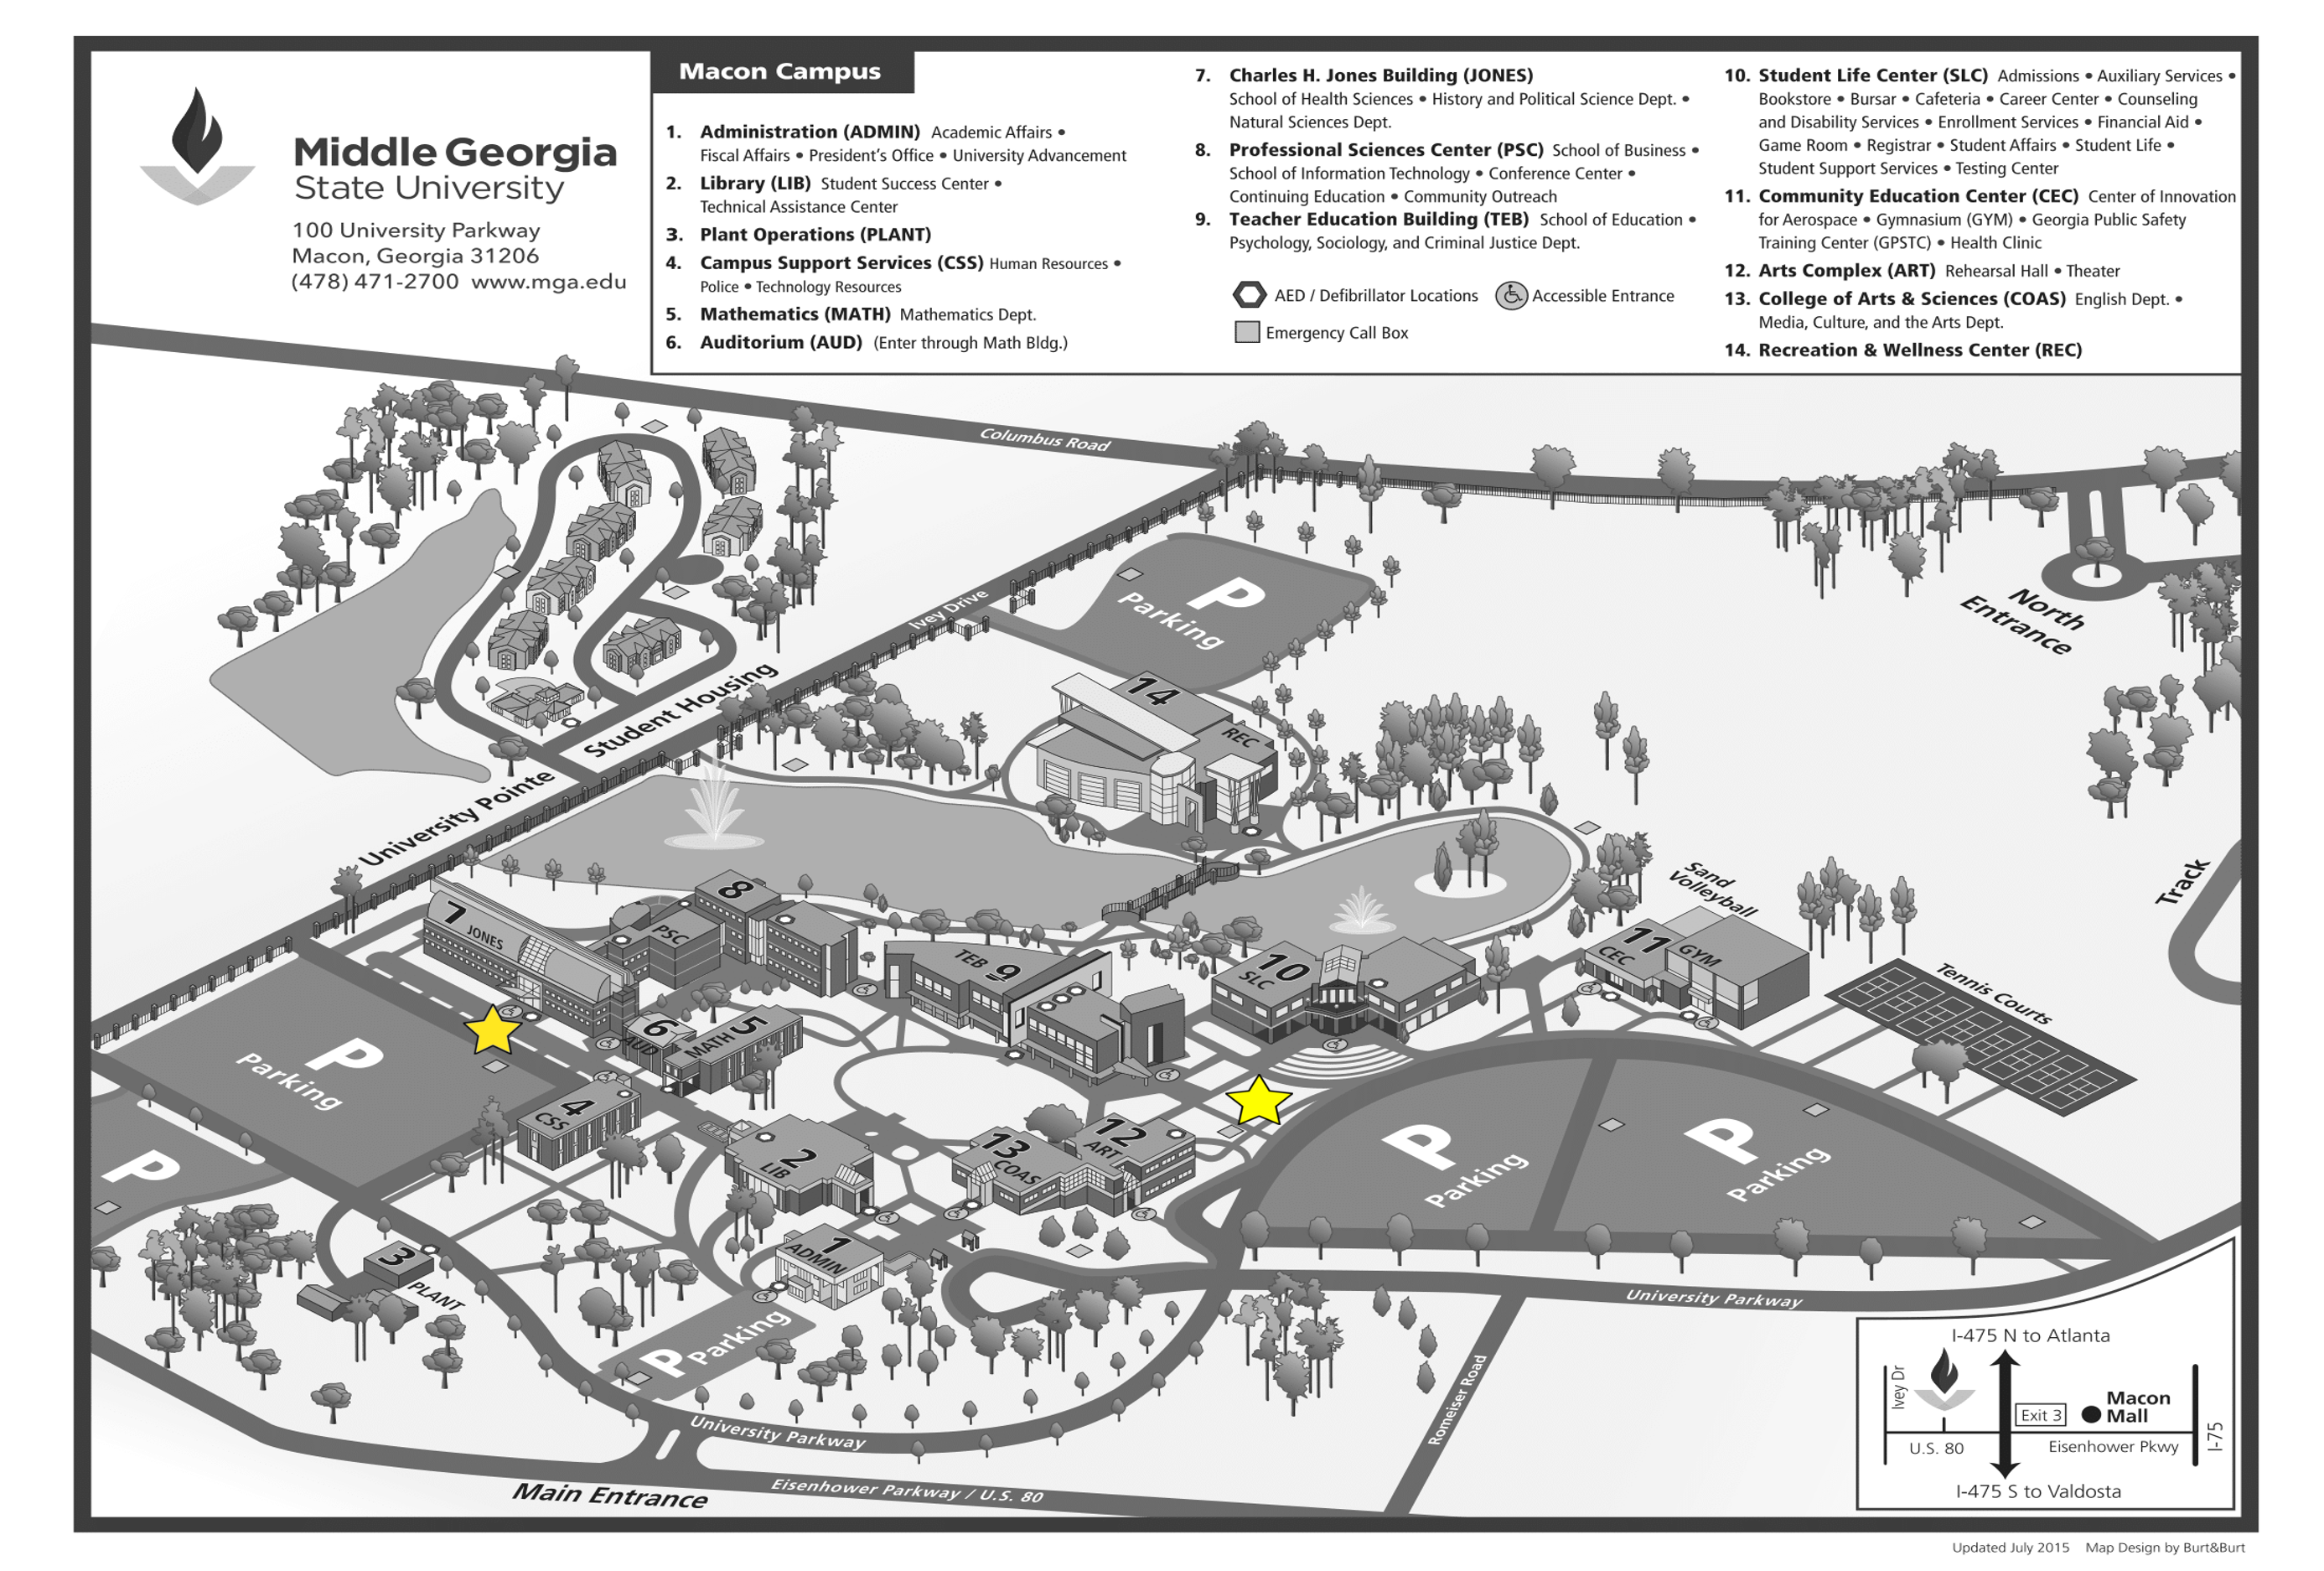 Middle Georgia
State University
100 University Parkway
Macon, Georgia 31206
(478) 471-2700 www.mga.edu
Macon Campus
1. Administration (ADMIN) Academic Affairs •
Fiscal Affairs • President's Office • University Advancement
2. Library (LIB) Student Success Center •
Technical Assistance Center
3. Plant Operations (PLANT)
4. Campus Support Services (CSS) Human Resources •
Police • Technology Resources
5. Mathematics (MATH) Mathematics Dept.
6. Auditorium (AUD) (Enter through Math Bldg.)
7. Charles H. Jones Building (JONES)
School of Health Sciences • History and Political Science Dept. •
Natural Sciences Dept.
8. Professional Sciences Center (PSC) School of Business •
School of Information Technology • Conference Center •
Continuing Education • Community Outreach
9. Teacher Education Building (TEB) School of Education •
Psychology, Sociology, and Criminal Justice Dept.
AED / Defibrillator Locations
Accessible Entrance
Emergency Call Box
10. Student Life Center (SLC) Admissions • Auxiliary Services •
Bookstore • Bursar • Cafeteria • Career Center • Counseling
and Disability Services • Enrollment Services • Financial Aid •
Game Room • Registrar • Student Affairs • Student Life •
Student Support Services • Testing Center
11. Community Education Center (CEC) Center of Innovation
for Aerospace • Gymnasium (GYM) • Georgia Public Safety
Training Center (GPSTC) • Health Clinic
12. Arts Complex (ART) Rehearsal Hall • Theater
13. College of Arts & Sciences (COAS) English Dept. •
Media, Culture, and the Arts Dept.
14. Recreation & Wellness Center (REC)
Columbus Road
Ivey Drive
P
Parking
North
Entrance
University Pointe
Student Housing
14
REC
Sand
Volleyball
Track
7
JONES
8
PSC
TEB 9
10
SLC
11
CEC
GYM
Tennis Courts
6
AUD
5
MATH
P
Parking
4
CSS
2
LIB
13
COAS
12
ART
P
Parking
P
Parking
P
1
ADMIN
3
PLANT
P
Parking
University Parkway
University Parkway
Romeiser Road
Main Entrance
Eisenhower Parkway / U.S. 80
I-475 N to Atlanta
Ivey Dr
Exit 3
Macon
Mall
I-75
U.S. 80
Eisenhower Pkwy
I-475 S to Valdosta
Updated July 2015 Map Design by Burt&Burt